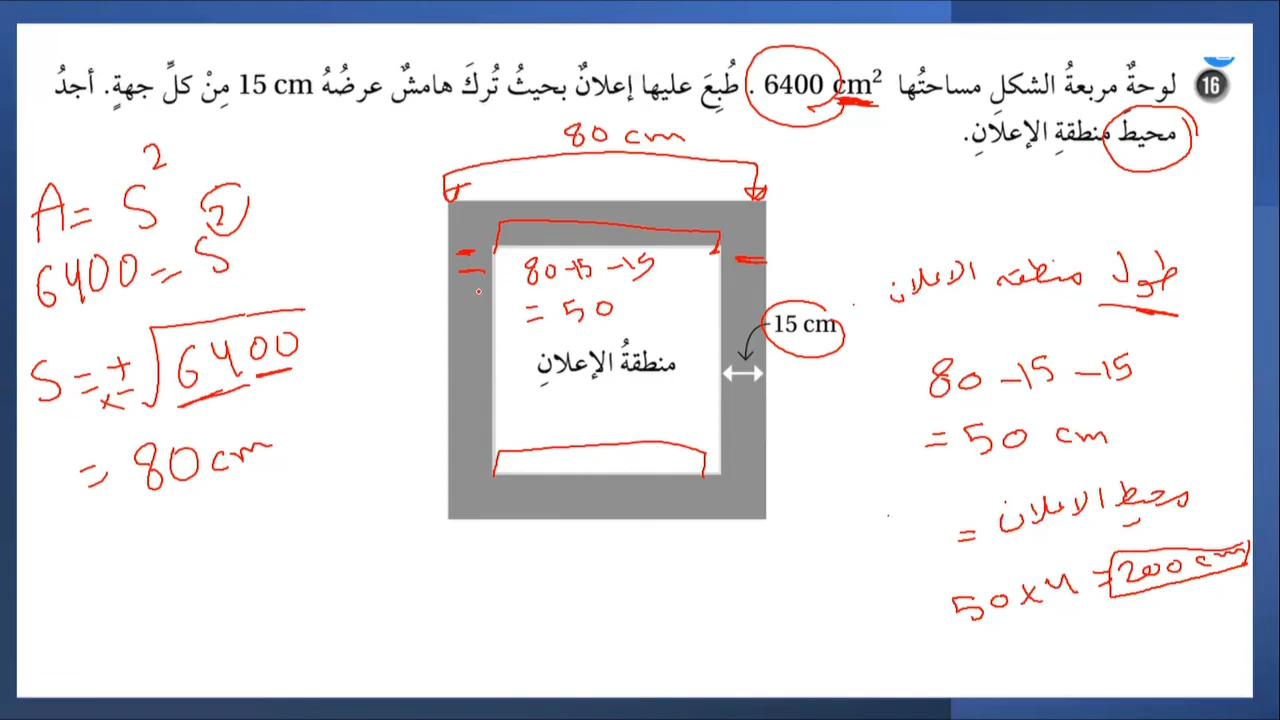 16 لوحةٌ مربعةُ الشكلِ مساحتُها 6400 cm² . طُبِعَ عليها إعلانٌ بحيثُ تُركَ هامشٌ عرضُهُ 15 cm مِنْ كلِّ جهةٍ. أجدُ
محيط منطقةِ الإعلانِ.
80 cm
A = S²
6400 = S²
S = ± √6400
x
= 80 cm
80 - 15 - 15
= 50
منطقةُ الإعلانِ
15 cm
طول منطقة الاعلان
80 - 15 - 15
= 50 cm
محيط الاعلان =
50 x 4 = 200 cm